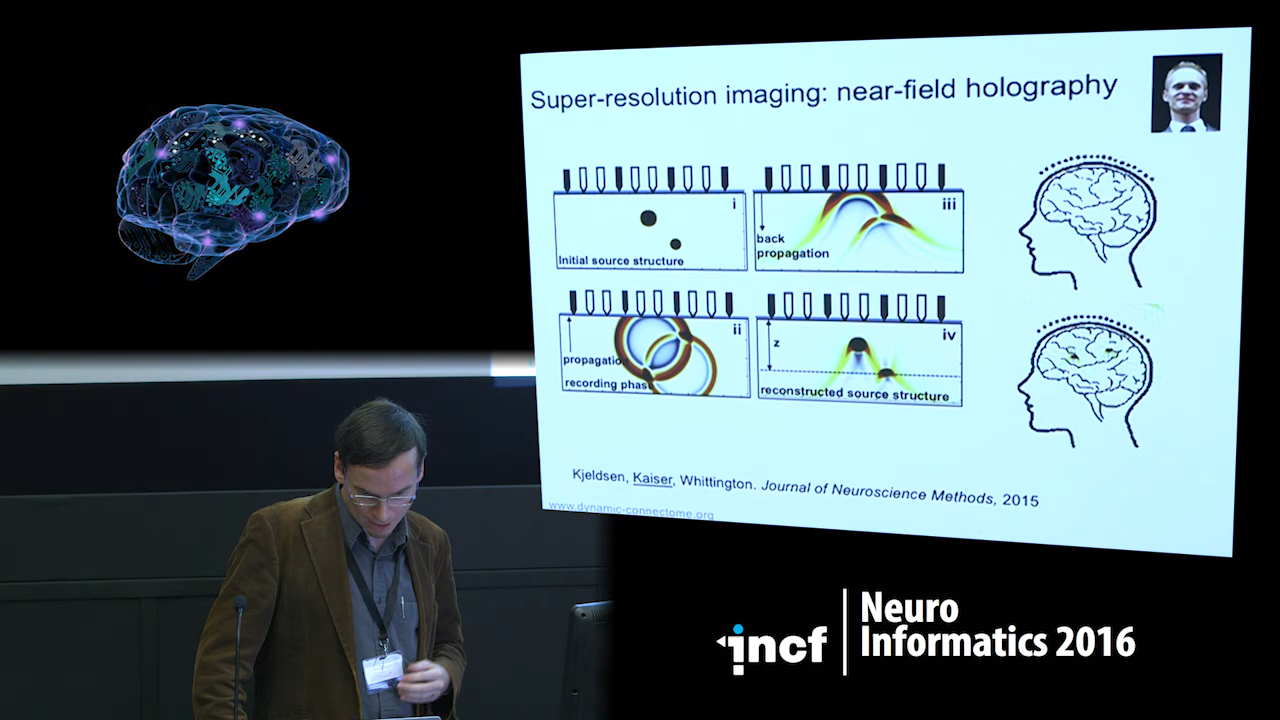 Super-resolution imaging: near-field holography
i
Initial source structure
iii
back
propagation
ii
propagation
recording phase
iv
z
reconstructed source structure
Kjeldsen, Kaiser, Whittington. Journal of Neuroscience Methods, 2015
www.dynamic-connectome.org
incf
Neuro
Informatics 2016